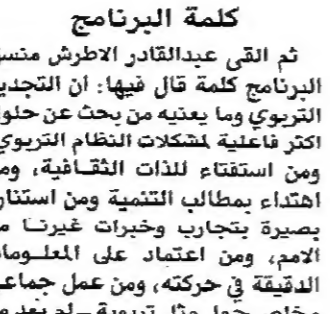 كلمة البرنامج
ثم القى عبدالقادر الاطرش منسق
البرنامج كلمة قال فيها: ان التجديد
التربوي وما يعنيه من بحث عن حلول
اكثر فاعلية لمشكلات النظام التربوي
ومن استفتاء للذات الثقافية، ومن
اهتداء بمطالب التنمية ومن استنارة
بصيرة بتجارب وخبرات غيرنا من
الامم، ومن اعتماد على المعلومات
الدقيقة في حركته، ومن عمل جماعي